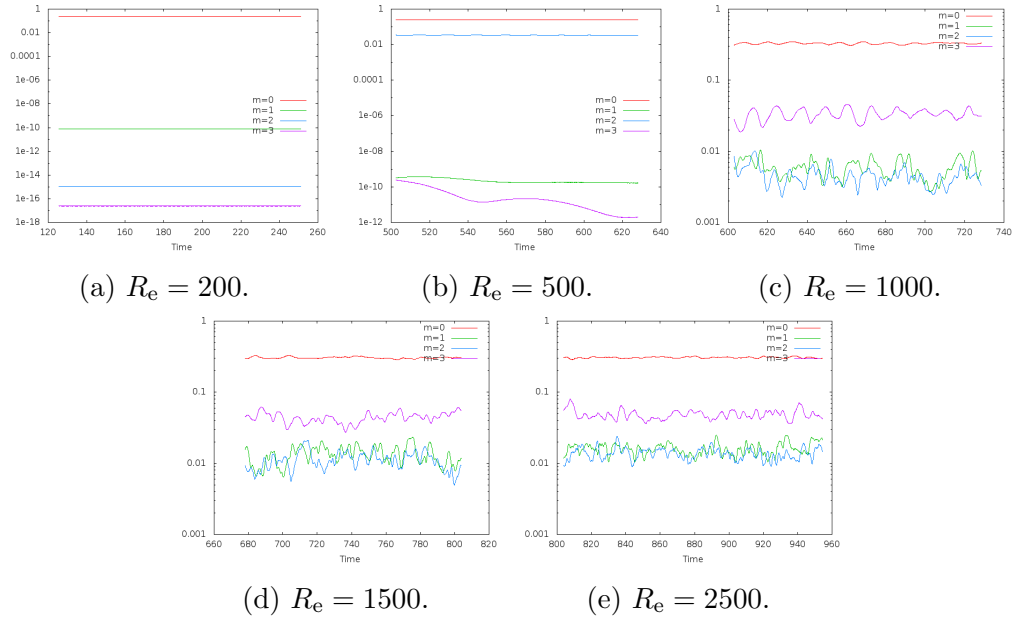 1
0.01
0.0001
1e-06
1e-08
1e-10
1e-12
1e-14
1e-16
1e-18
120 140 160 180 200 220 240 260
Time
m=0
m=1
m=2
m=3
(a) Re = 200.
1
0.01
0.0001
1e-06
1e-08
1e-10
1e-12
500 520 540 560 580 600 620 640
Time
m=0
m=1
m=2
m=3
(b) Re = 500.
1
0.1
0.01
0.001
600 620 640 660 680 700 720 740
Time
m=0
m=1
m=2
m=3
(c) Re = 1000.
1
0.1
0.01
0.001
660 680 700 720 740 760 780 800 820
Time
m=0
m=1
m=2
m=3
(d) Re = 1500.
1
0.1
0.01
0.001
800 820 840 860 880 900 920 940 960
Time
m=0
m=1
m=2
m=3
(e) Re = 2500.